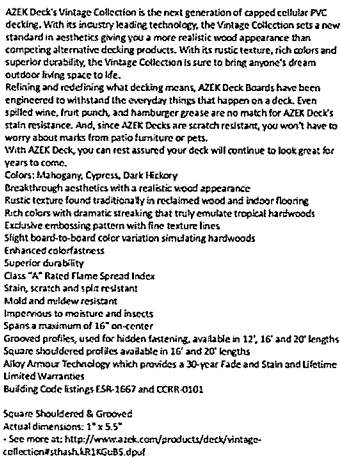 AZEK Deck's Vintage Collection is the next generation of capped cellular PVC
decking. With its industry leading technology, the Vintage Collection sets a new
standard in aesthetics giving you a more realistic wood appearance than
competing alternative decking products. With its rustic texture, rich colors and
superior durability, the Vintage Collection is sure to bring anyone's dream
outdoor living space to life.
Refining and redefining what decking means, AZEK Deck Boards have been
engineered to withstand the everyday things that happen on a deck. Even
spilled wine, fruit punch, and hamburger grease are no match for AZEK Deck's
stain resistance. And, since AZEK Decks are scratch resistant, you won't have to
worry about marks from patio furniture or pets.
With AZEK Deck, you can rest assured your deck will continue to look great for
years to come.
Colors: Mahogany, Cypress, Dark Hickory
Breakthrough aesthetics with a realistic wood appearance
Rustic texture found traditionally in reclaimed wood and indoor flooring
Rich colors with dramatic streaking that truly emulate tropical hardwoods
Exclusive embossing pattern with fine texture lines
Slight board-to-board color variation simulating hardwoods
Enhanced colorfastness
Superior durability
Class "A" Rated Flame Spread Index
Stain, scratch and split resistant
Mold and mildew resistant
Impervious to moisture and insects
Spans a maximum of 16" on-center
Grooved profiles, used for hidden fastening, available in 12', 16' and 20' lengths
Square shouldered profiles available in 16' and 20' lengths
Alloy Armour Technology which provides a 30-year Fade and Stain and Lifetime
Limited Warranties
Building Code listings ESR-1667 and CCRR-0101
Square Shouldered & Grooved
Actual dimensions: 1" x 5.5"
- See more at: http://www.azek.com/products/deck/vintage-
collection#sthash.kR1KGuBS.dpuf